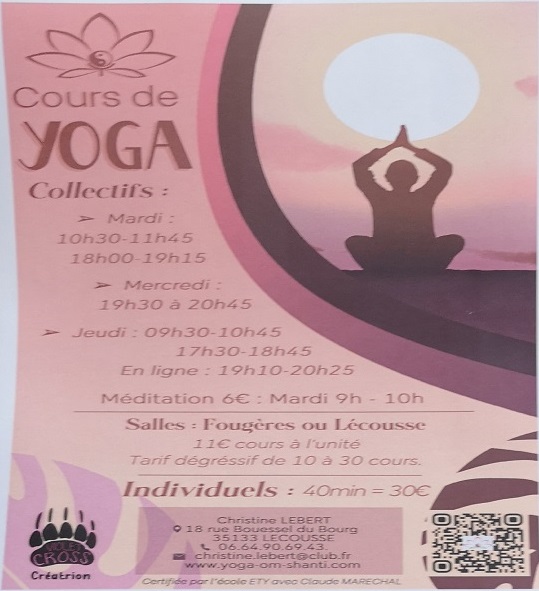 Cours de
YOGA
Collectifs :
➢ Mardi :
10h30-11h45
18h00-19h15
➢ Mercredi :
19h30 à 20h45
➢ Jeudi : 09h30-10h45
17h30-18h45
En ligne : 19h10-20h25
Méditation 6€ : Mardi 9h - 10h
Salles : Fougères ou Lécousse
11€ cours à l'unité
Tarif dégréssif de 10 à 30 cours.
Individuels : 40min = 30€
Christine LEBERT
18 rue Bouessel du Bourg
35133 LECOUSSE
06.64.90.69.43.
christine.lebert@club.fr
www.yoga-om-shanti.com
CROSS
Créatrion
Certifiée par l'école ETY avec Claude MARECHAL